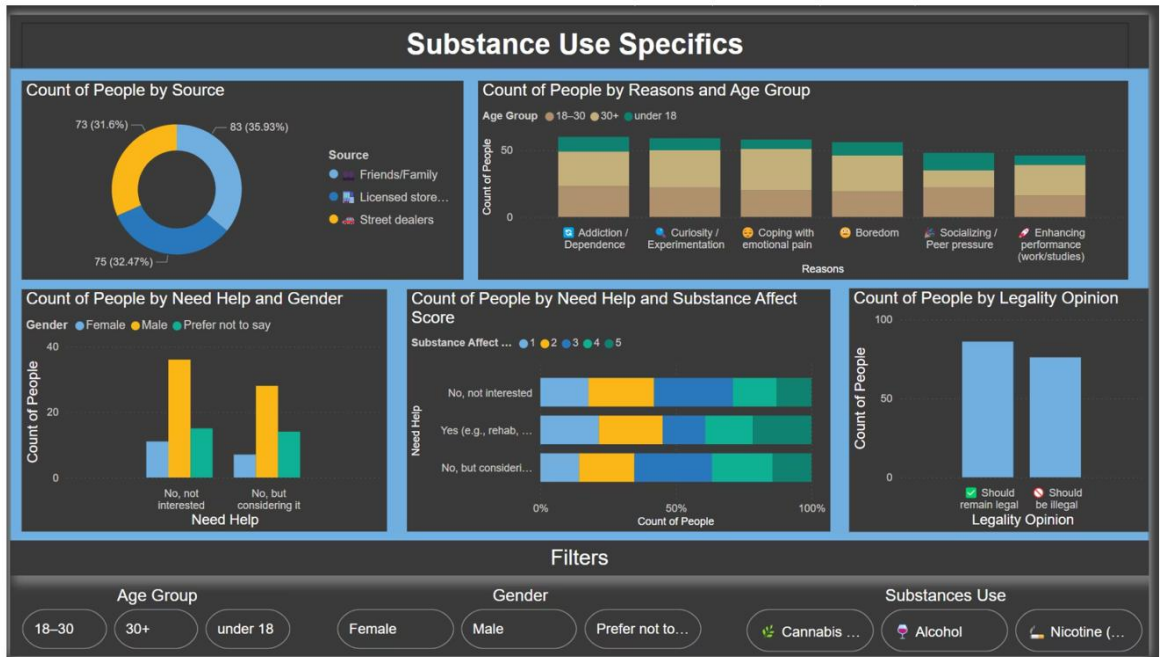 Substance Use Specifics
Count of People by Source
73 (31.6%)
83 (35.93%)
75 (32.47%)
Source
Friends/Family
Licensed store…
Street dealers
Count of People by Reasons and Age Group
Age Group 18–30 30+ under 18
Count of People
50
0
Addiction /
Dependence
Curiosity /
Experimentation
Coping with
emotional pain
Boredom
Socializing /
Peer pressure
Enhancing
performance
(work/studies)
Reasons
Count of People by Need Help and Gender
Gender Female Male Prefer not to say
Count of People
40
20
0
No, not
interested
No, but
considering it
Need Help
Count of People by Need Help and Substance Affect
Score
Substance Affect … 1 2 3 4 5
Need Help
No, not interested
Yes (e.g., rehab, …
No, but consideri…
0% 50% 100%
Count of People
Count of People by Legality Opinion
Count of People
100
50
0
Should
remain legal
Should
be illegal
Legality Opinion
Filters
Age Group
18–30 30+ under 18
Gender
Female Male Prefer not to…
Substances Use
Cannabis … Alcohol Nicotine (…